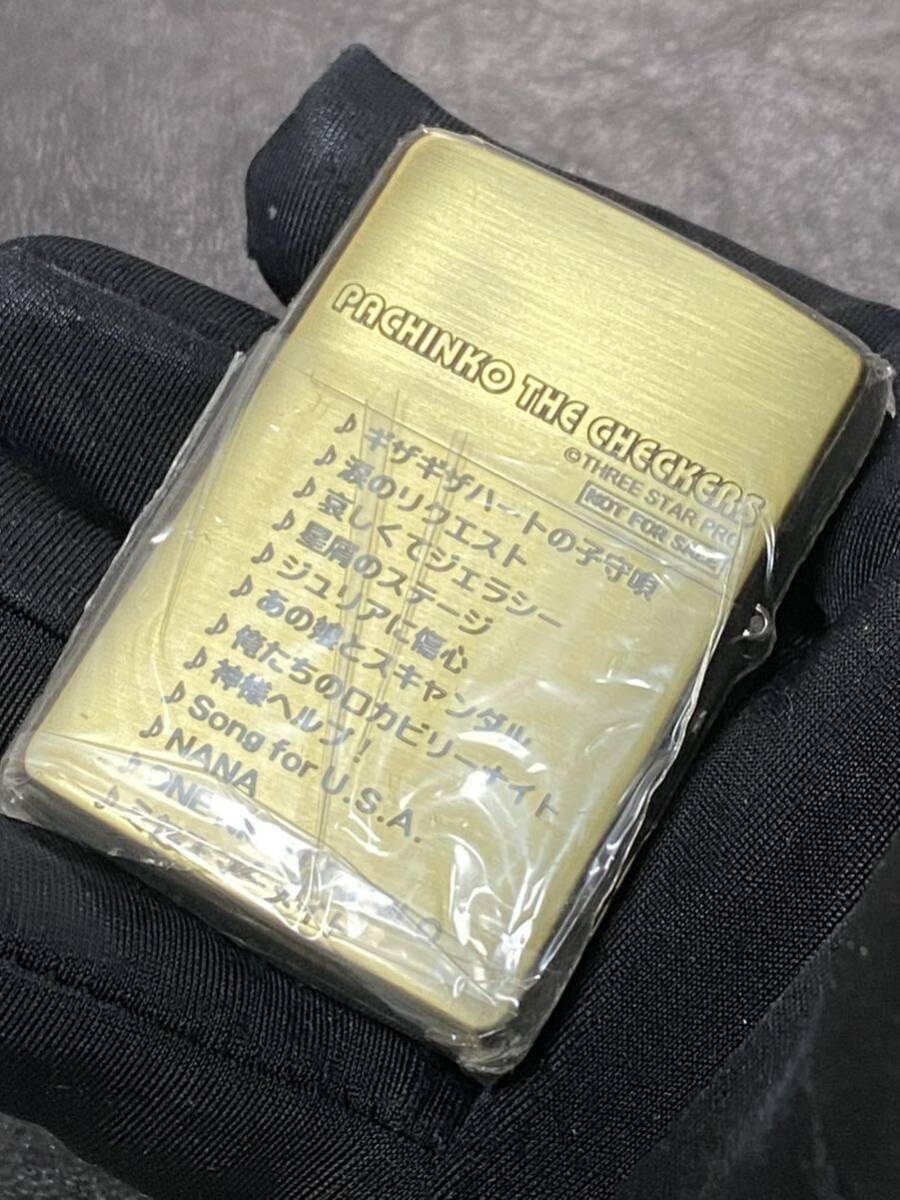 PACHINKO THE CHECKERS
©THREE STAR PRO
NOT FOR SALE
♪ ギザギザハートの子守唄
♪ 涙のリクエスト
♪ 哀しくてジェラシー
♪ 星屑のステージ
♪ ジュリアに傷心
♪ あの娘とスキャンダル
♪ 俺たちのロカビリーナイト
♪ 神様ヘルプ!
♪ Song for U.S.A.
♪ NANA
♪ ONE
♪